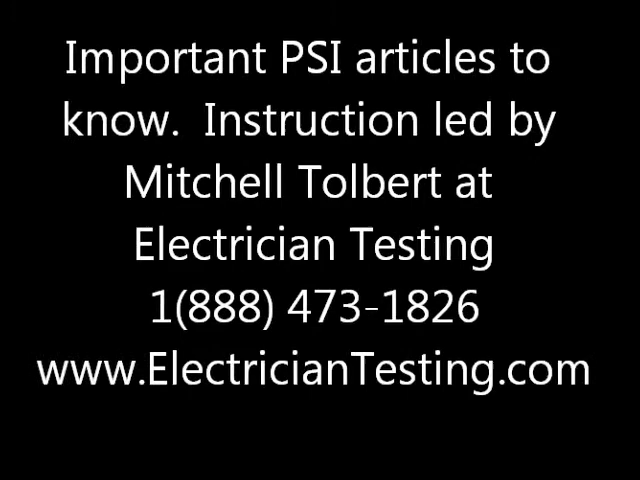 Important PSI articles to
know.  Instruction led by
Mitchell Tolbert at
Electrician Testing
1(888) 473-1826
www.ElectricianTesting.com